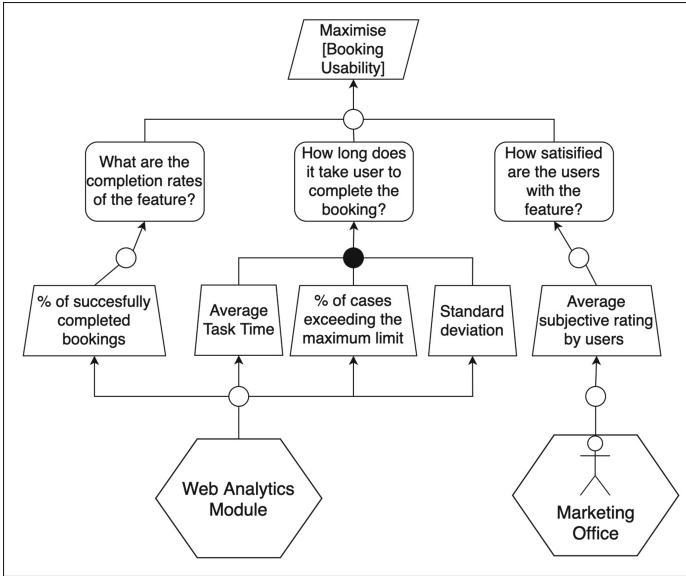 Maximise
[Booking
Usability]
What are the
completion rates
of the feature?
How long does
it take user to
complete the
booking?
How satisified
are the users
with the
feature?
% of succesfully
completed
bookings
Average
Task Time
% of cases
exceeding the
maximum limit
Standard
deviation
Average
subjective rating
by users
Web Analytics
Module
Marketing
Office